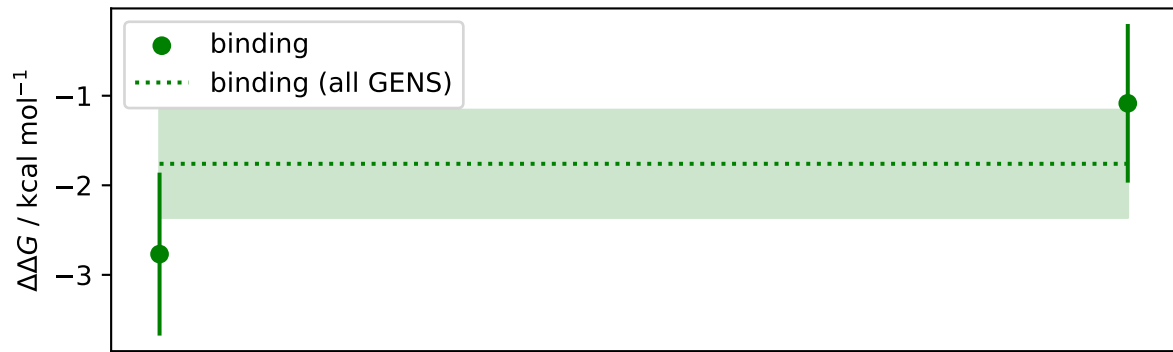 binding
binding (all GENS)
ΔΔG / kcal mol⁻¹
−1
−2
−3